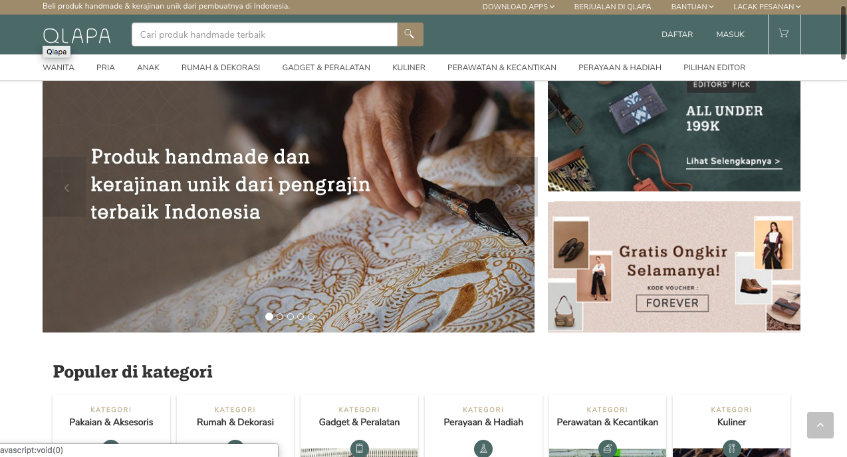 Beli produk handmade & kerajinan unik dari pembuatnya di Indonesia.
DOWNLOAD APPS
BERJUALAN DI QLAPA
BANTUAN
LACAK PESANAN
QLAPA
Cari produk handmade terbaik
DAFTAR
MASUK
Qlapa
WANITA
PRIA
ANAK
RUMAH & DEKORASI
GADGET & PERALATAN
KULINER
PERAWATAN & KECANTIKAN
PERAYAAN & HADIAH
PILIHAN EDITOR
Produk handmade dan
kerajinan unik dari pengrajin
terbaik Indonesia
EDITORS' PICK
ALL UNDER
199K
Lihat Selengkapnya >
Gratis Ongkir
Selamanya!
KODE VOUCHER :
FOREVER
Populer di kategori
KATEGORI
Pakaian & Aksesoris
KATEGORI
Rumah & Dekorasi
KATEGORI
Gadget & Peralatan
KATEGORI
Perayaan & Hadiah
KATEGORI
Perawatan & Kecantikan
KATEGORI
Kuliner
avascript:void(0)